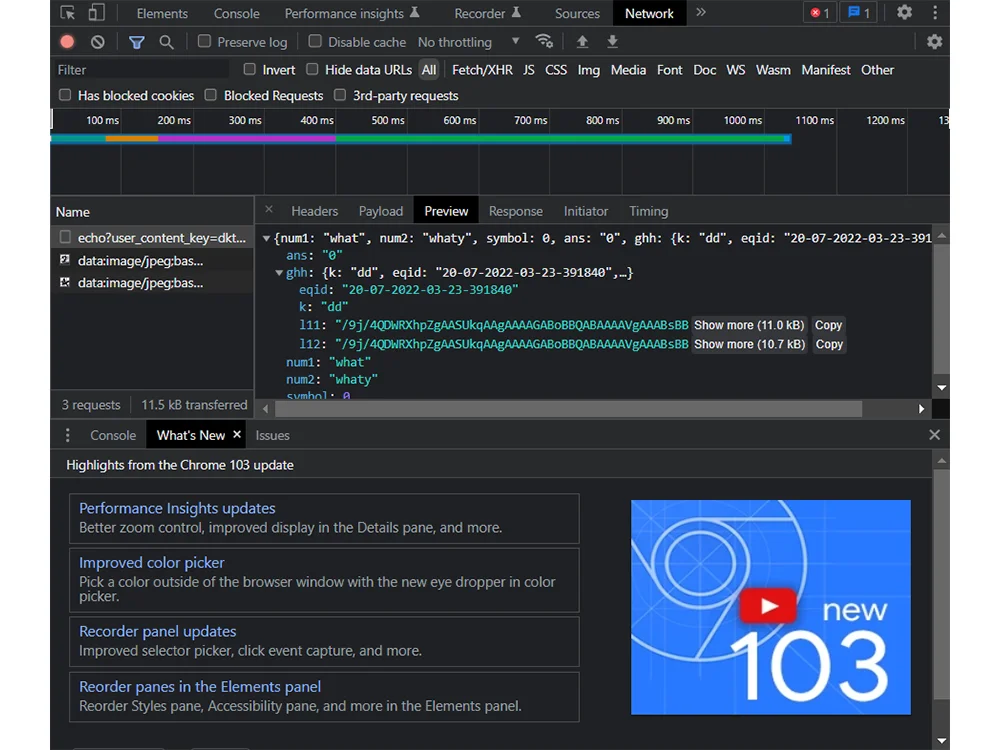 Elements Console Performance insights Recorder Sources Network » 1 1
Preserve log Disable cache No throttling
Filter Invert Hide data URLs All Fetch/XHR JS CSS Img Media Font Doc WS Wasm Manifest Other
Has blocked cookies Blocked Requests 3rd-party requests
100 ms 200 ms 300 ms 400 ms 500 ms 600 ms 700 ms 800 ms 900 ms 1000 ms 1100 ms 1200 ms 13
Name
echo?user_content_key=dkt...
data:image/jpeg;bas...
data:image/jpeg;bas...
3 requests 11.5 kB transferred
× Headers Payload Preview Response Initiator Timing
{num1: "what", num2: "whaty", symbol: 0, ans: "0", ghh: {k: "dd", eqid: "20-07-2022-03-23-391
ans: "0"
ghh: {k: "dd", eqid: "20-07-2022-03-23-391840",…}
eqid: "20-07-2022-03-23-391840"
k: "dd"
l11: "/9j/4QDWRXhpZgAASUkqAAgAAAAGABoBBQABAAAAVgAAABsBB Show more (11.0 kB) Copy
l12: "/9j/4QDWRXhpZgAASUkqAAgAAAAGABoBBQABAAAAVgAAABsBB Show more (10.7 kB) Copy
num1: "what"
num2: "whaty"
symbol: 0
Console What's New × Issues
Highlights from the Chrome 103 update
Performance Insights updates
Better zoom control, improved display in the Details pane, and more.
Improved color picker
Pick a color outside of the browser window with the new eye dropper in color
picker.
Recorder panel updates
Improved selector picker, click event capture, and more.
Reorder panes in the Elements panel
Reorder Styles pane, Accessibility pane, and more in the Elements panel.
new
103